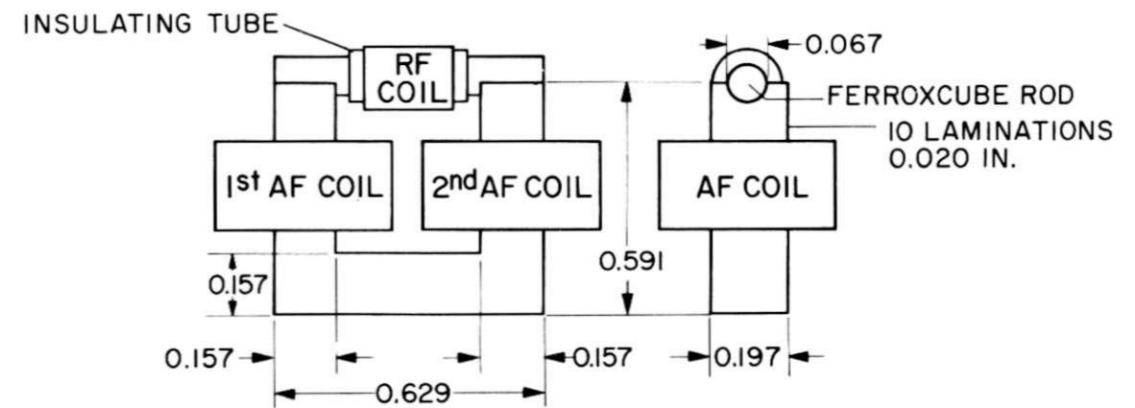 INSULATING TUBE
RF
COIL
0.067
FERROXCUBE ROD
10 LAMINATIONS
0.020 IN.
1st AF COIL
2nd AF COIL
AF COIL
0.591
0.157
0.157
0.157
0.197
0.629